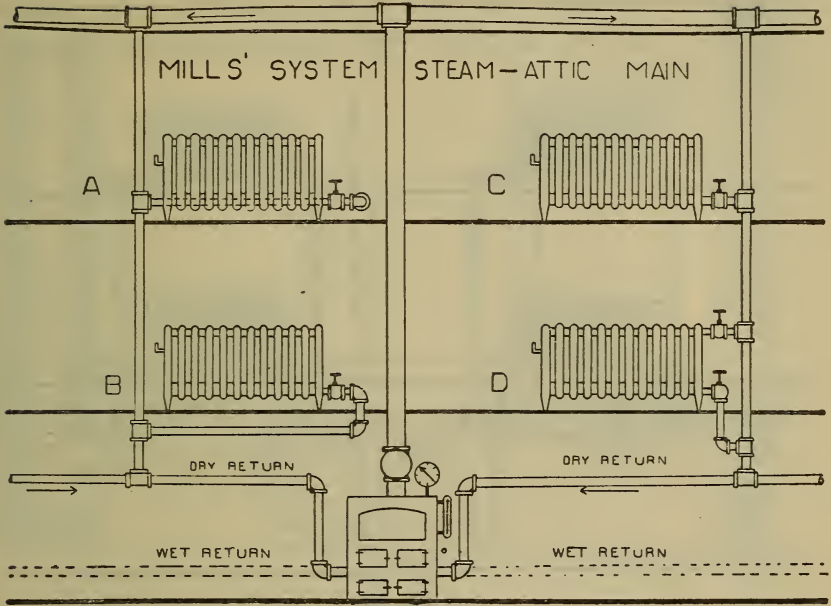 MILLS' SYSTEM STEAM-ATTIC MAIN
A
C
B
D
DRY RETURN
DRY RETURN
WET RETURN
WET RETURN